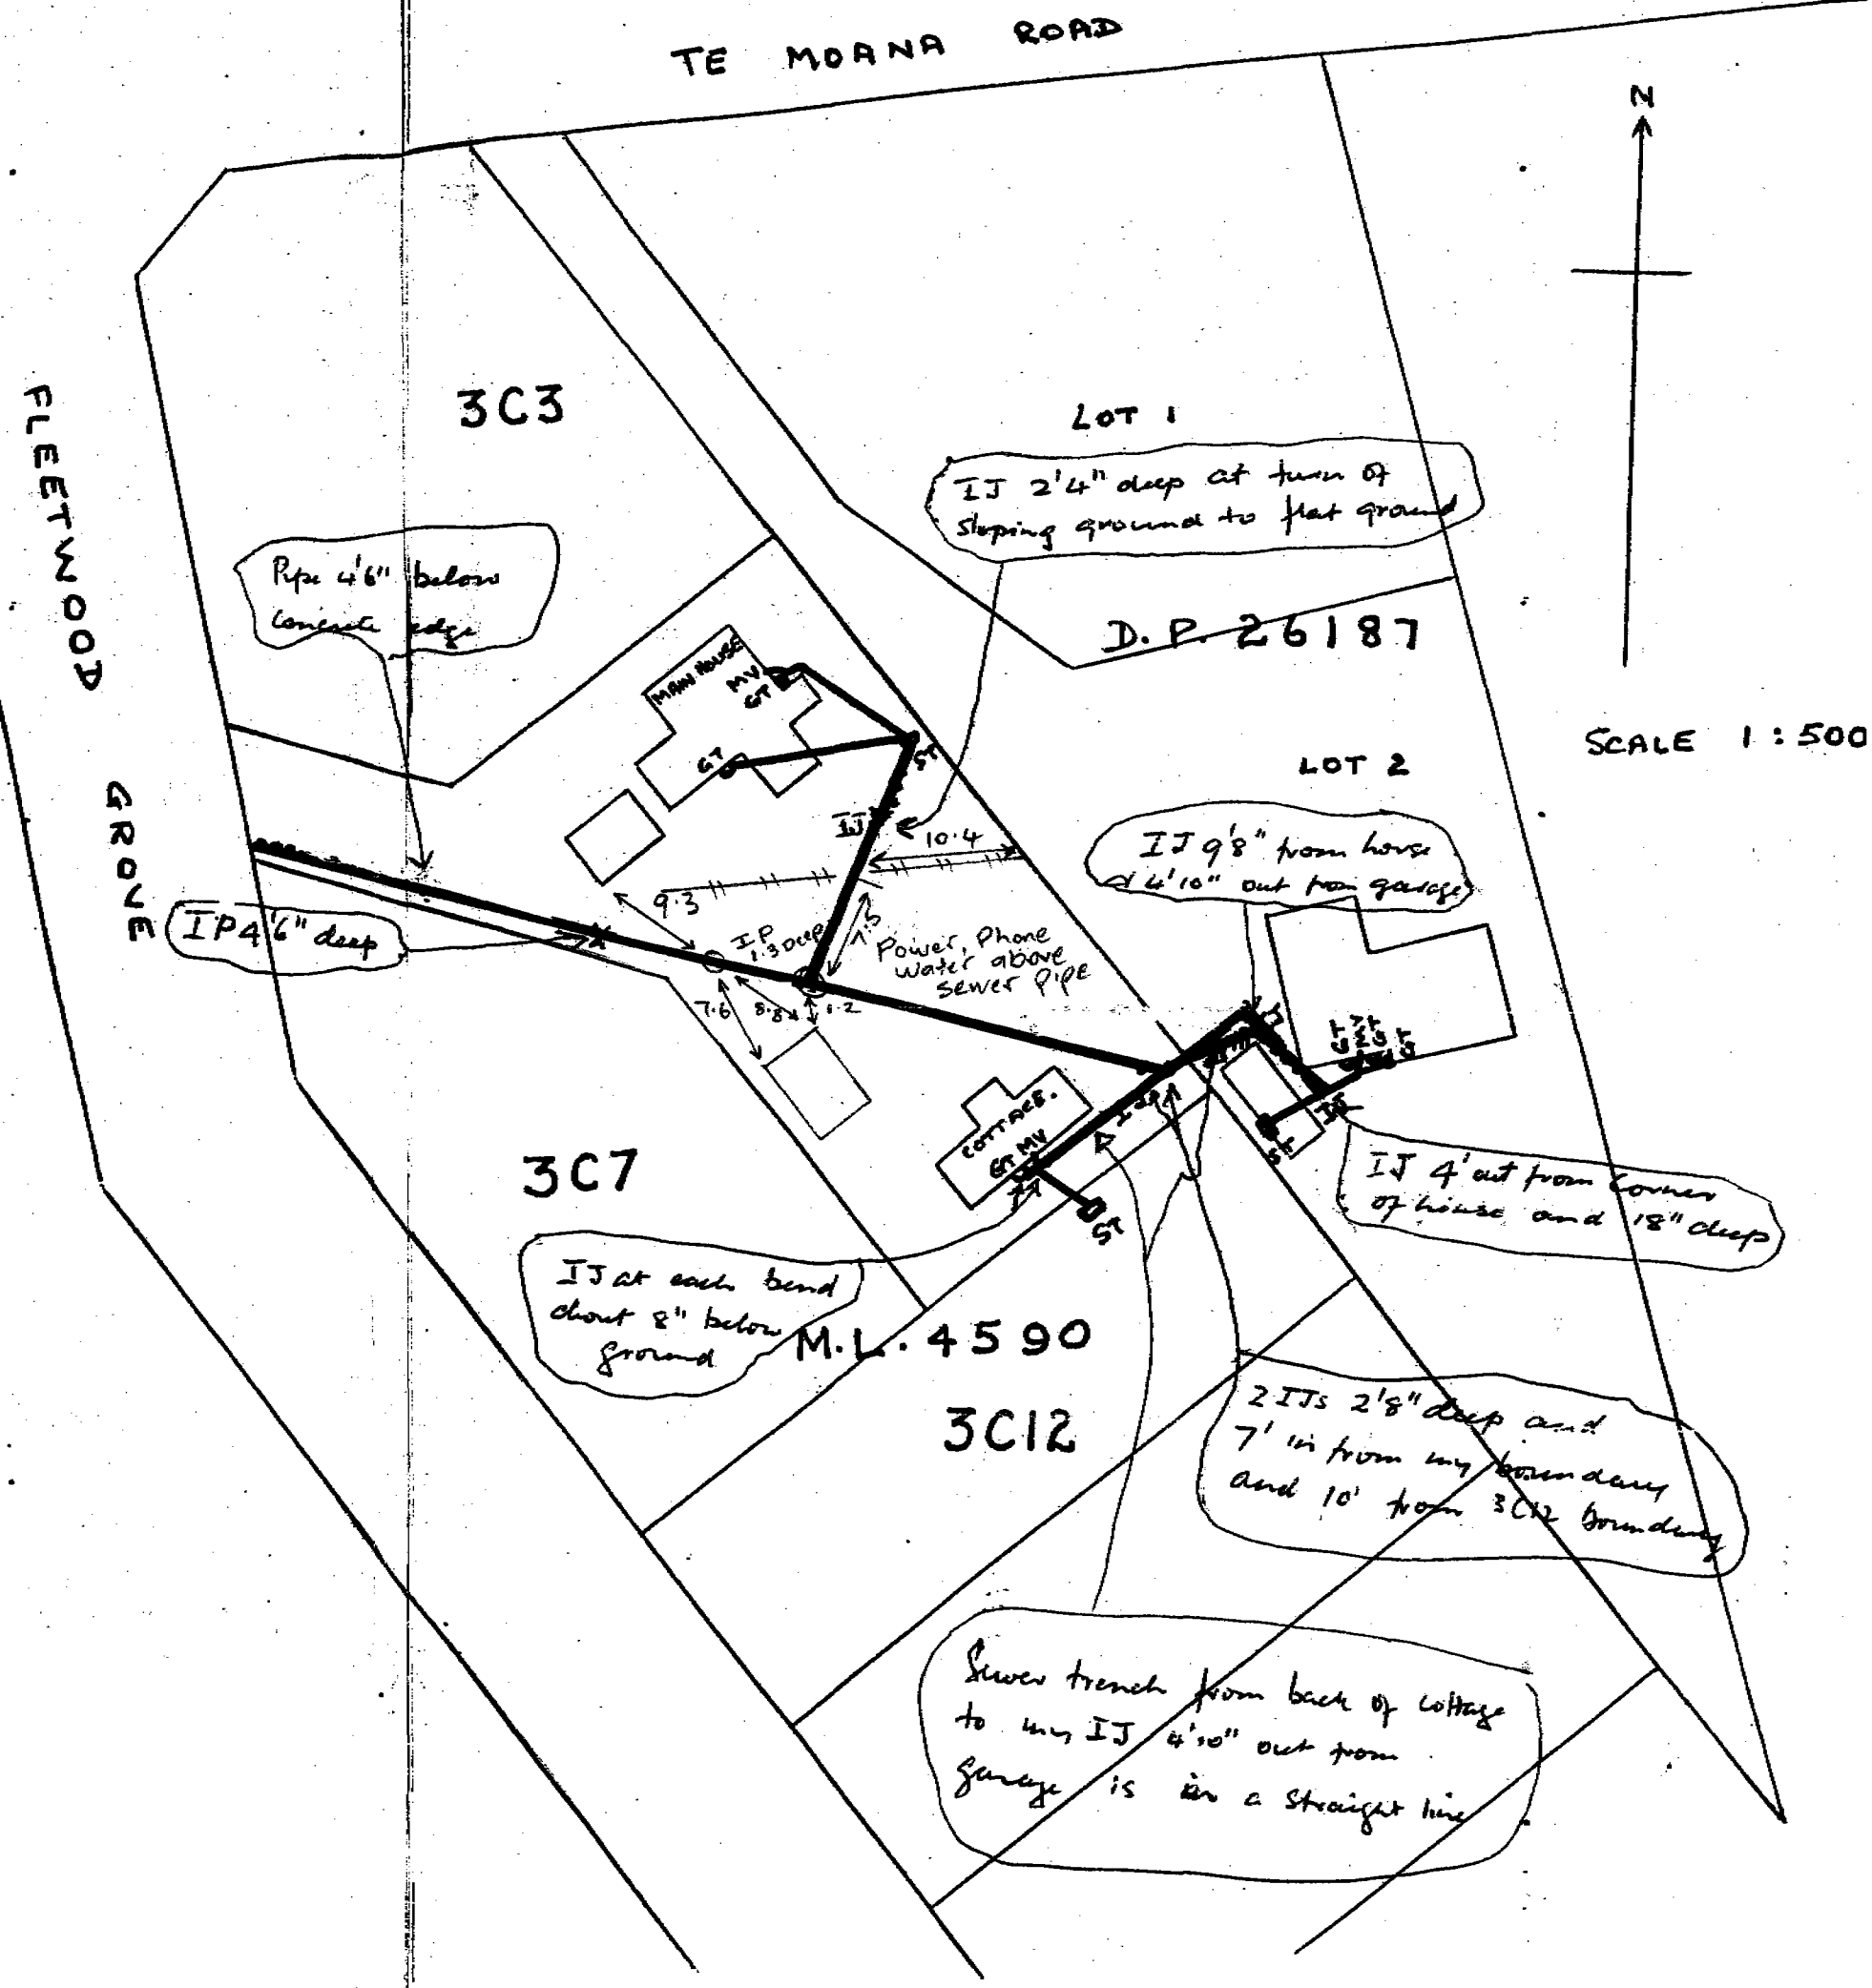 TE MOANA ROAD
N
FLEETWOOD GROVE
3C3
LOT 1
IJ 2'4" deep at turn of
sloping ground to flat ground
Pipe 4'6" below
concrete edge
D.P. 26187
MAIN HOUSE
MV
GT
GT
ST
SCALE 1:500
LOT 2
IJ
10.4
IJ 9'8" from house
& 4'10" out from garage
9.3
IP 4'6" deep
IP
1.3 Deep
1.5
Power, Phone
Water above
sewer pipe
7.6
8.8
1.2
COTTAGE.
GT MV
ST
IJ
ST
3C7
IJ 4' out from corner
of house and 18" deep
IJ at each bend
about 8" below
ground
M.L. 4590
3C12
2 IJs 2'8" deep and
7' in from my boundary
and 10' from 3C12 boundary
Sewer trench from back of cottage
to my IJ 4'10" out from
garage is in a straight line